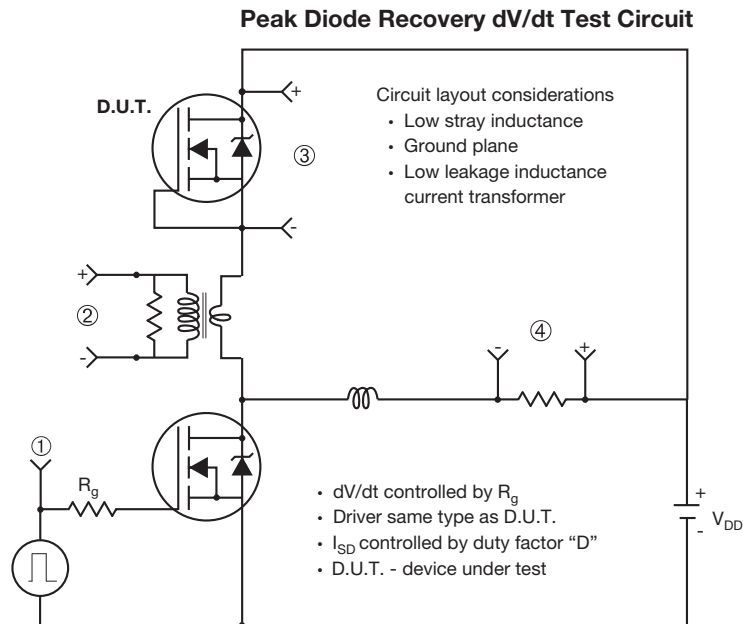 Peak Diode Recovery dV/dt Test Circuit
D.U.T.
+
③
-
Circuit layout considerations
• Low stray inductance
• Ground plane
• Low leakage inductance
current transformer
+
②
-
-
④
+
①
Rg
• dV/dt controlled by Rg
• Driver same type as D.U.T.
• ISD controlled by duty factor “D”
• D.U.T. - device under test
+
VDD
-